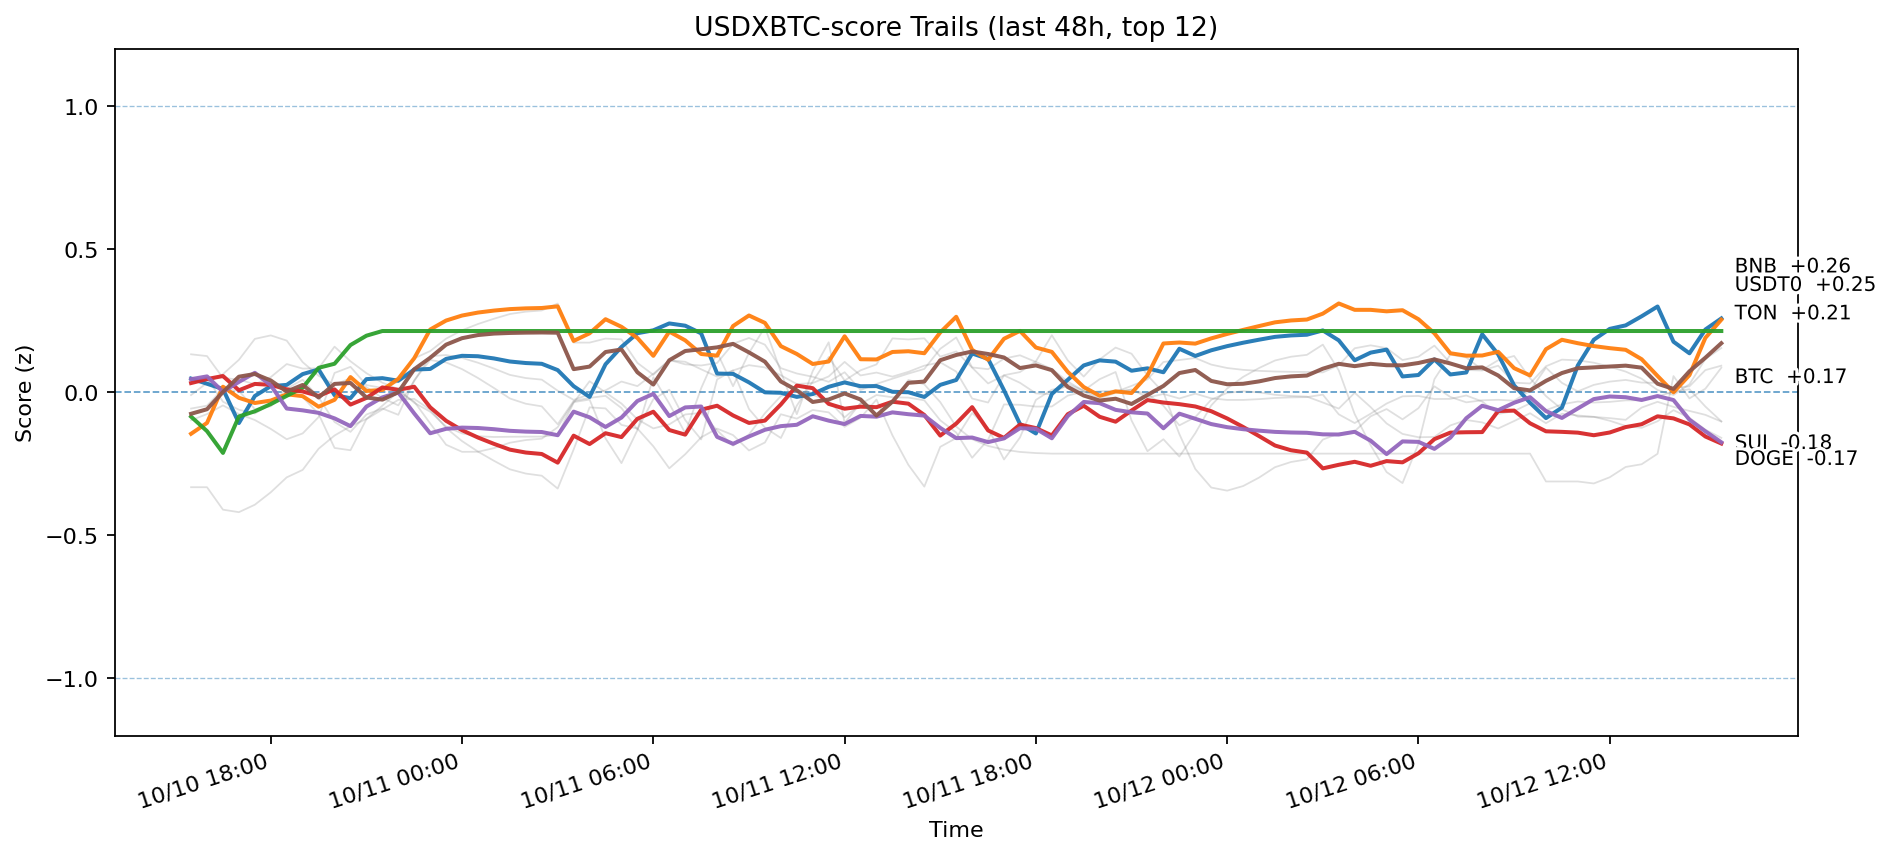 USDXBTC-score Trails (last 48h, top 12)
Score (z)
1.0
0.5
0.0
−0.5
−1.0
BNB +0.26
USDT0 +0.25
TON +0.21
BTC +0.17
SUI -0.18
DOGE -0.17
10/10 18:00
10/11 00:00
10/11 06:00
10/11 12:00
10/11 18:00
10/12 00:00
10/12 06:00
10/12 12:00
Time